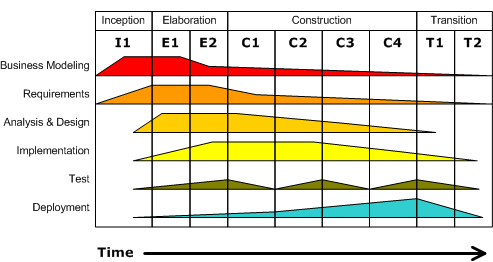 Inception Elaboration Construction Transition
I1 E1 E2 C1 C2 C3 C4 T1 T2
Business Modeling
Requirements
Analysis & Design
Implementation
Test
Deployment
Time